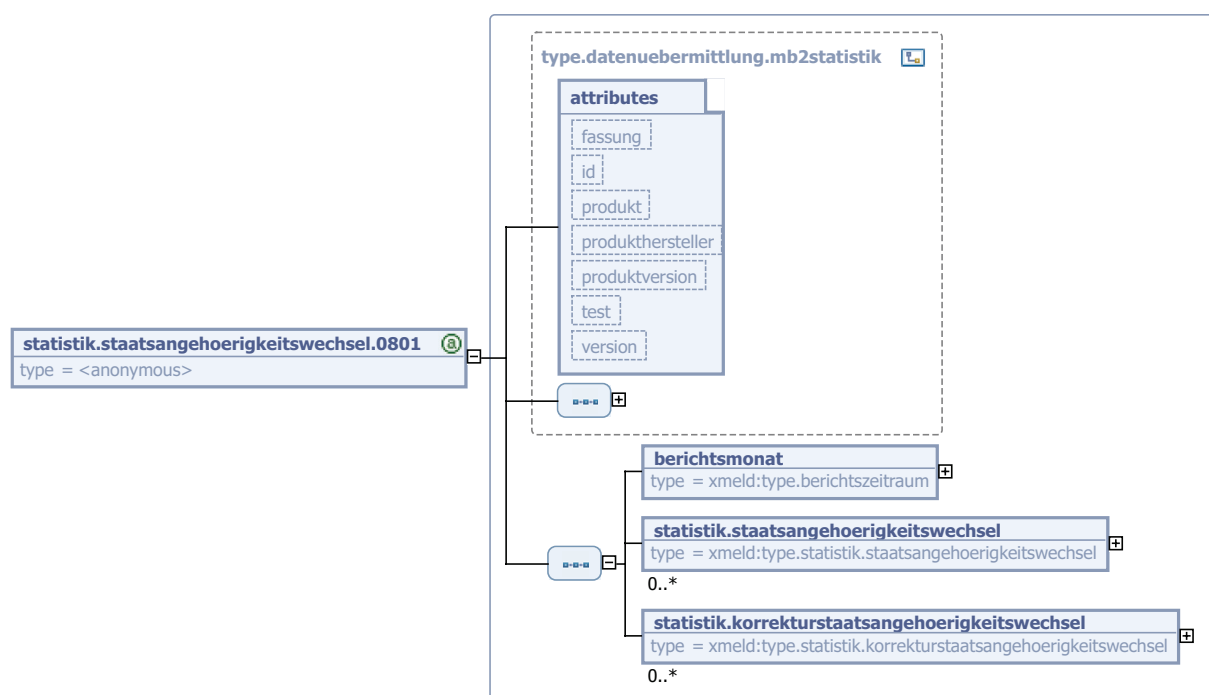 type.datenuebermittlung.mb2statistik
attributes
fassung
id
produkt
produkthersteller
produktversion
test
version
statistik.staatsangehoerigkeitswechsel.0801 a
type = <anonymous>
berichtsmonat
type = xmeld:type.berichtszeitraum
statistik.staatsangehoerigkeitswechsel
type = xmeld:type.statistik.staatsangehoerigkeitswechsel
0..*
statistik.korrekturstaatsangehoerigkeitswechsel
type = xmeld:type.statistik.korrekturstaatsangehoerigkeitswechsel
0..*